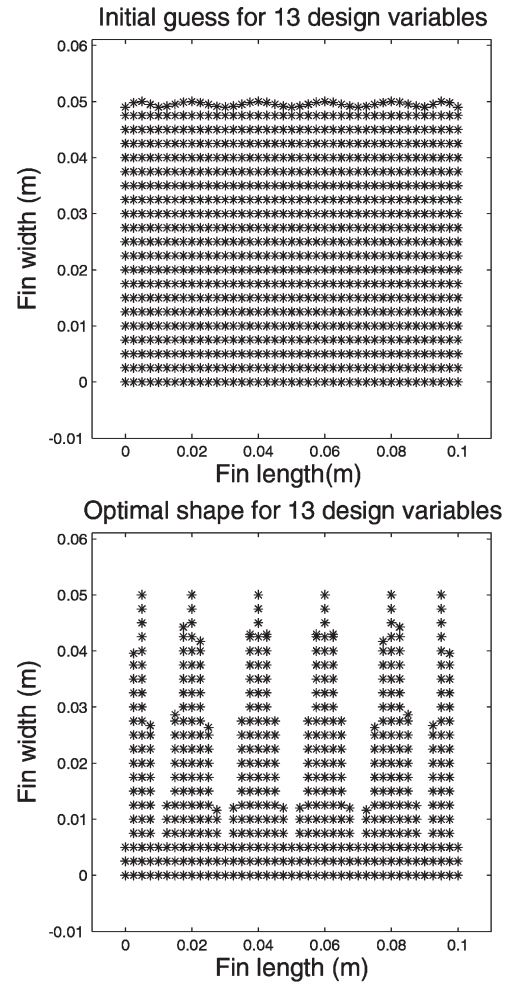 Initial guess for 13 design variables
0.06
0.05
0.04
0.03
0.02
0.01
0
-0.01
Fin width (m)
0 0.02 0.04 0.06 0.08 0.1
Fin length(m)
Optimal shape for 13 design variables
0.06
0.05
0.04
0.03
0.02
0.01
0
-0.01
Fin width (m)
0 0.02 0.04 0.06 0.08 0.1
Fin length (m)